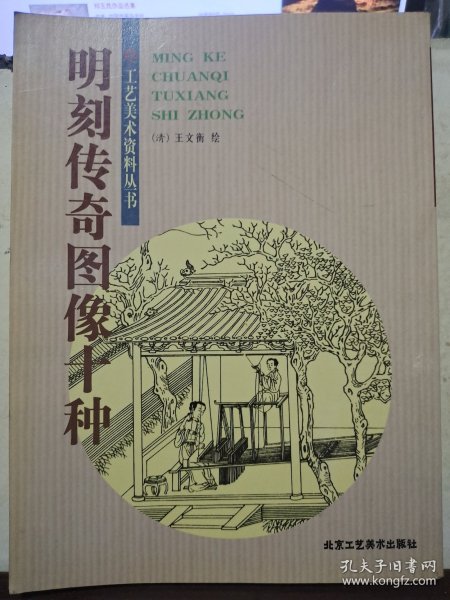 明刻传奇图像十种
工艺美术资料丛书
MING KE
CHUANQI
TUXIANG
SHI ZHONG
(清) 王文衡 绘
北京工艺美术出版社
孔夫子旧书网
www.kongfz.com